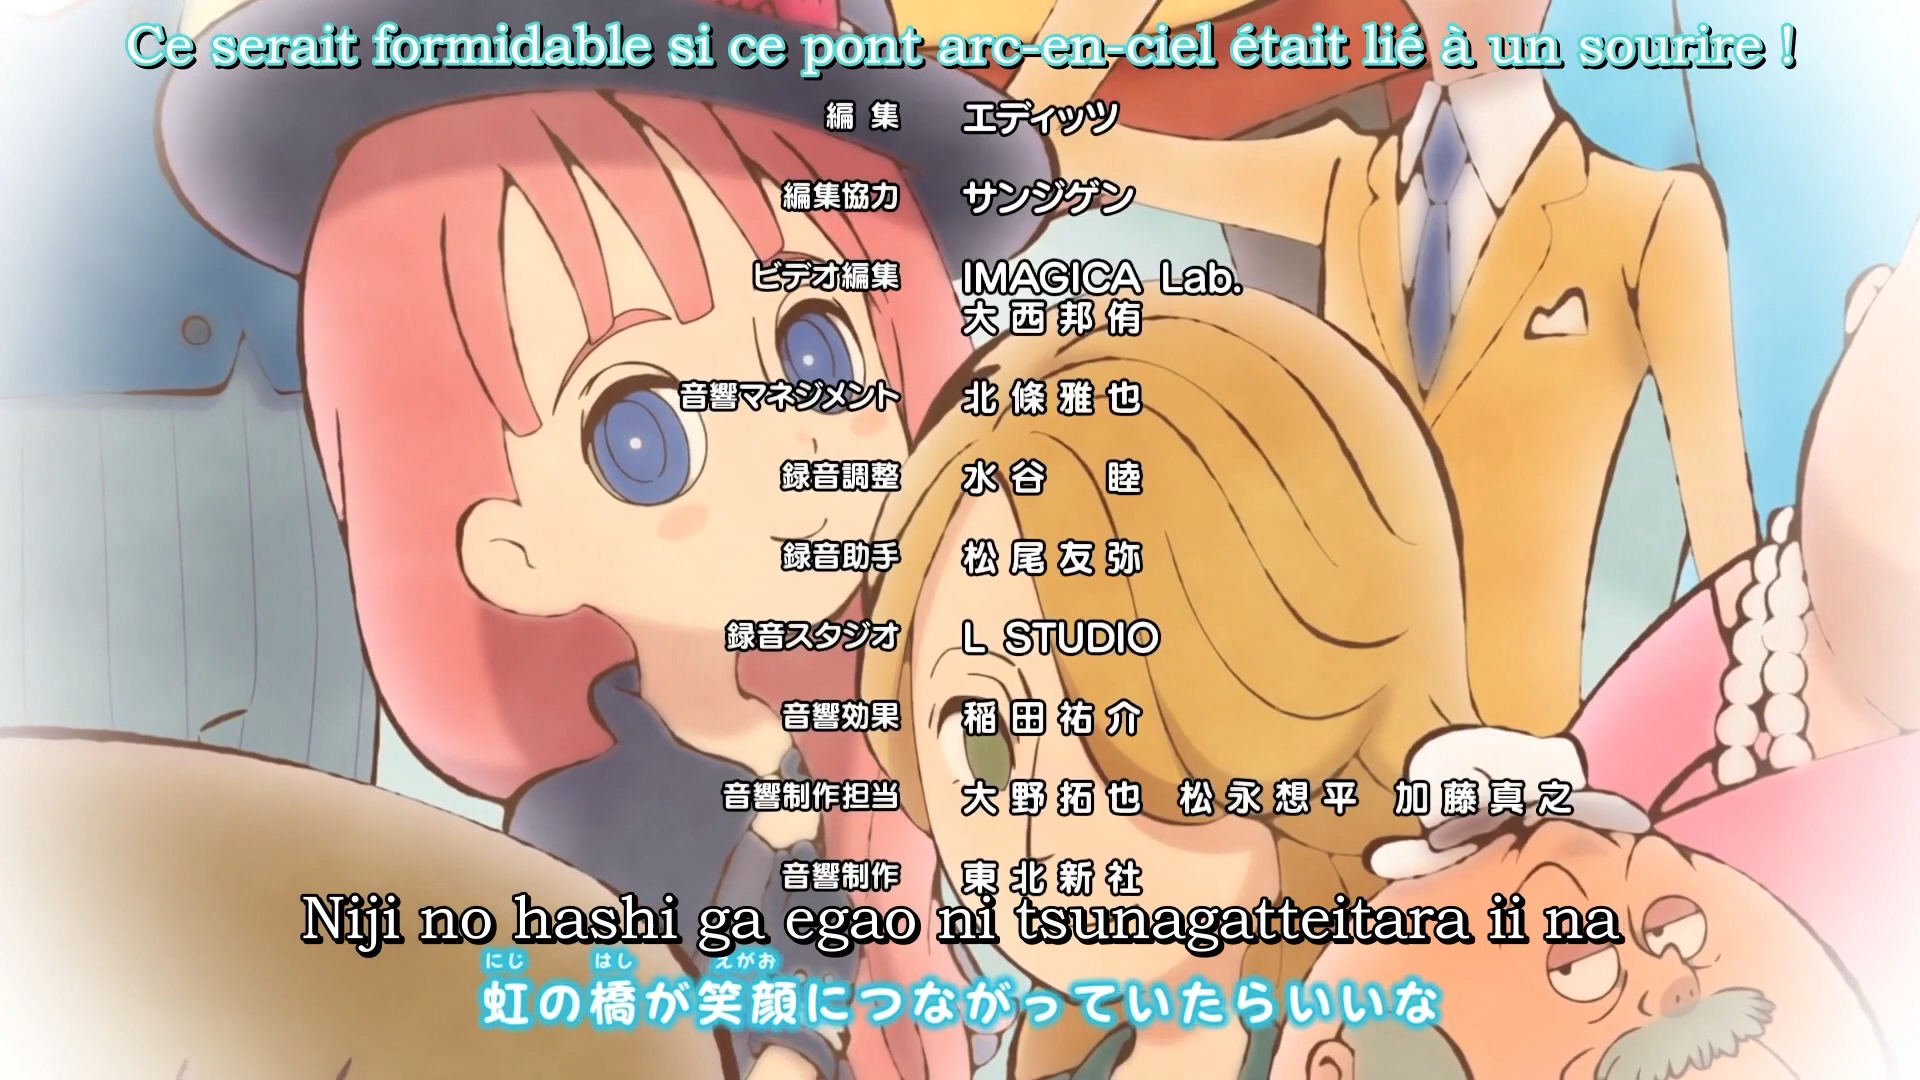 Ce serait formidable si ce pont arc-en-ciel était lié à un sourire !
編 集 エディッツ
編集協力 サンジゲン
ビデオ編集 IMAGICA Lab.
大西邦侑
音響マネジメント 北條雅也
録音調整 水谷 睦
録音助手 松尾友弥
録音スタジオ L STUDIO
音響効果 稲田祐介
音響制作担当 大野拓也 松永想平 加藤真之
音響制作 東北新社
Niji no hashi ga egao ni tsunagatteitara ii na
にじ はし えがお
虹の橋が笑顔につながっていたらいいな